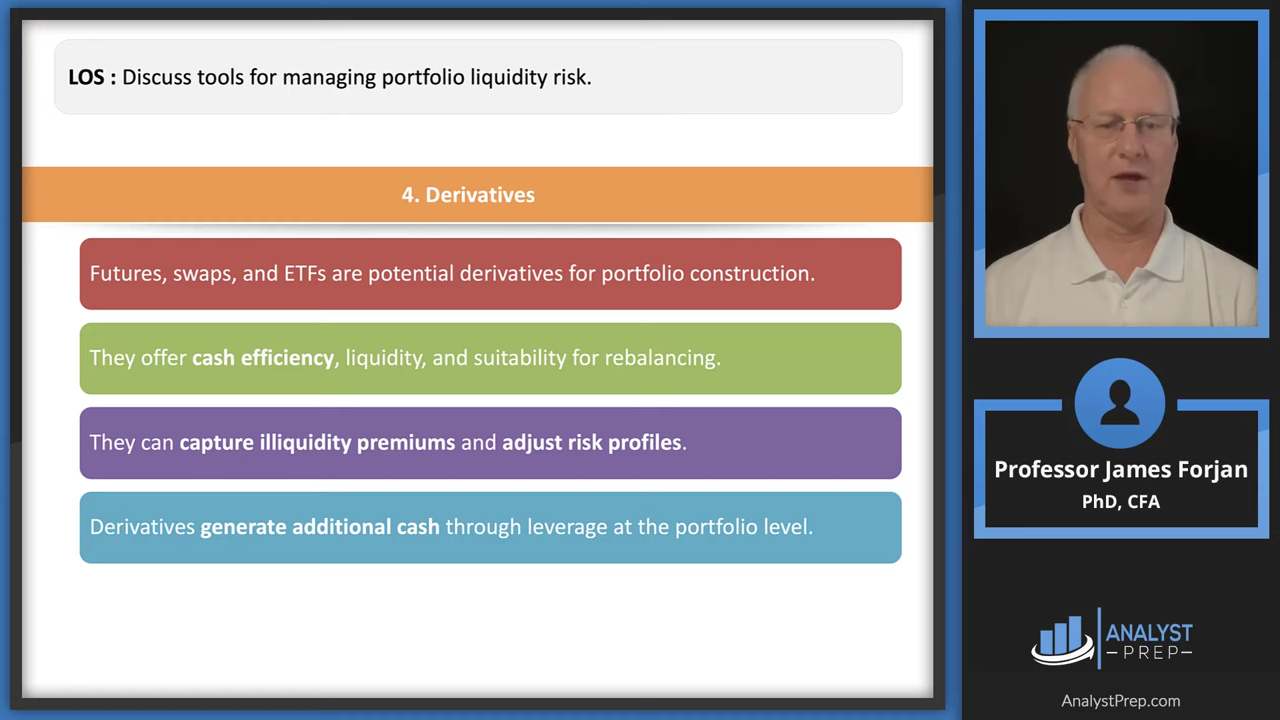 LOS : Discuss tools for managing portfolio liquidity risk.
4. Derivatives
Futures, swaps, and ETFs are potential derivatives for portfolio construction.
They offer cash efficiency, liquidity, and suitability for rebalancing.
They can capture illiquidity premiums and adjust risk profiles.
Derivatives generate additional cash through leverage at the portfolio level.
Professor James Forjan
PhD, CFA
ANALYST
PREP
AnalystPrep.com